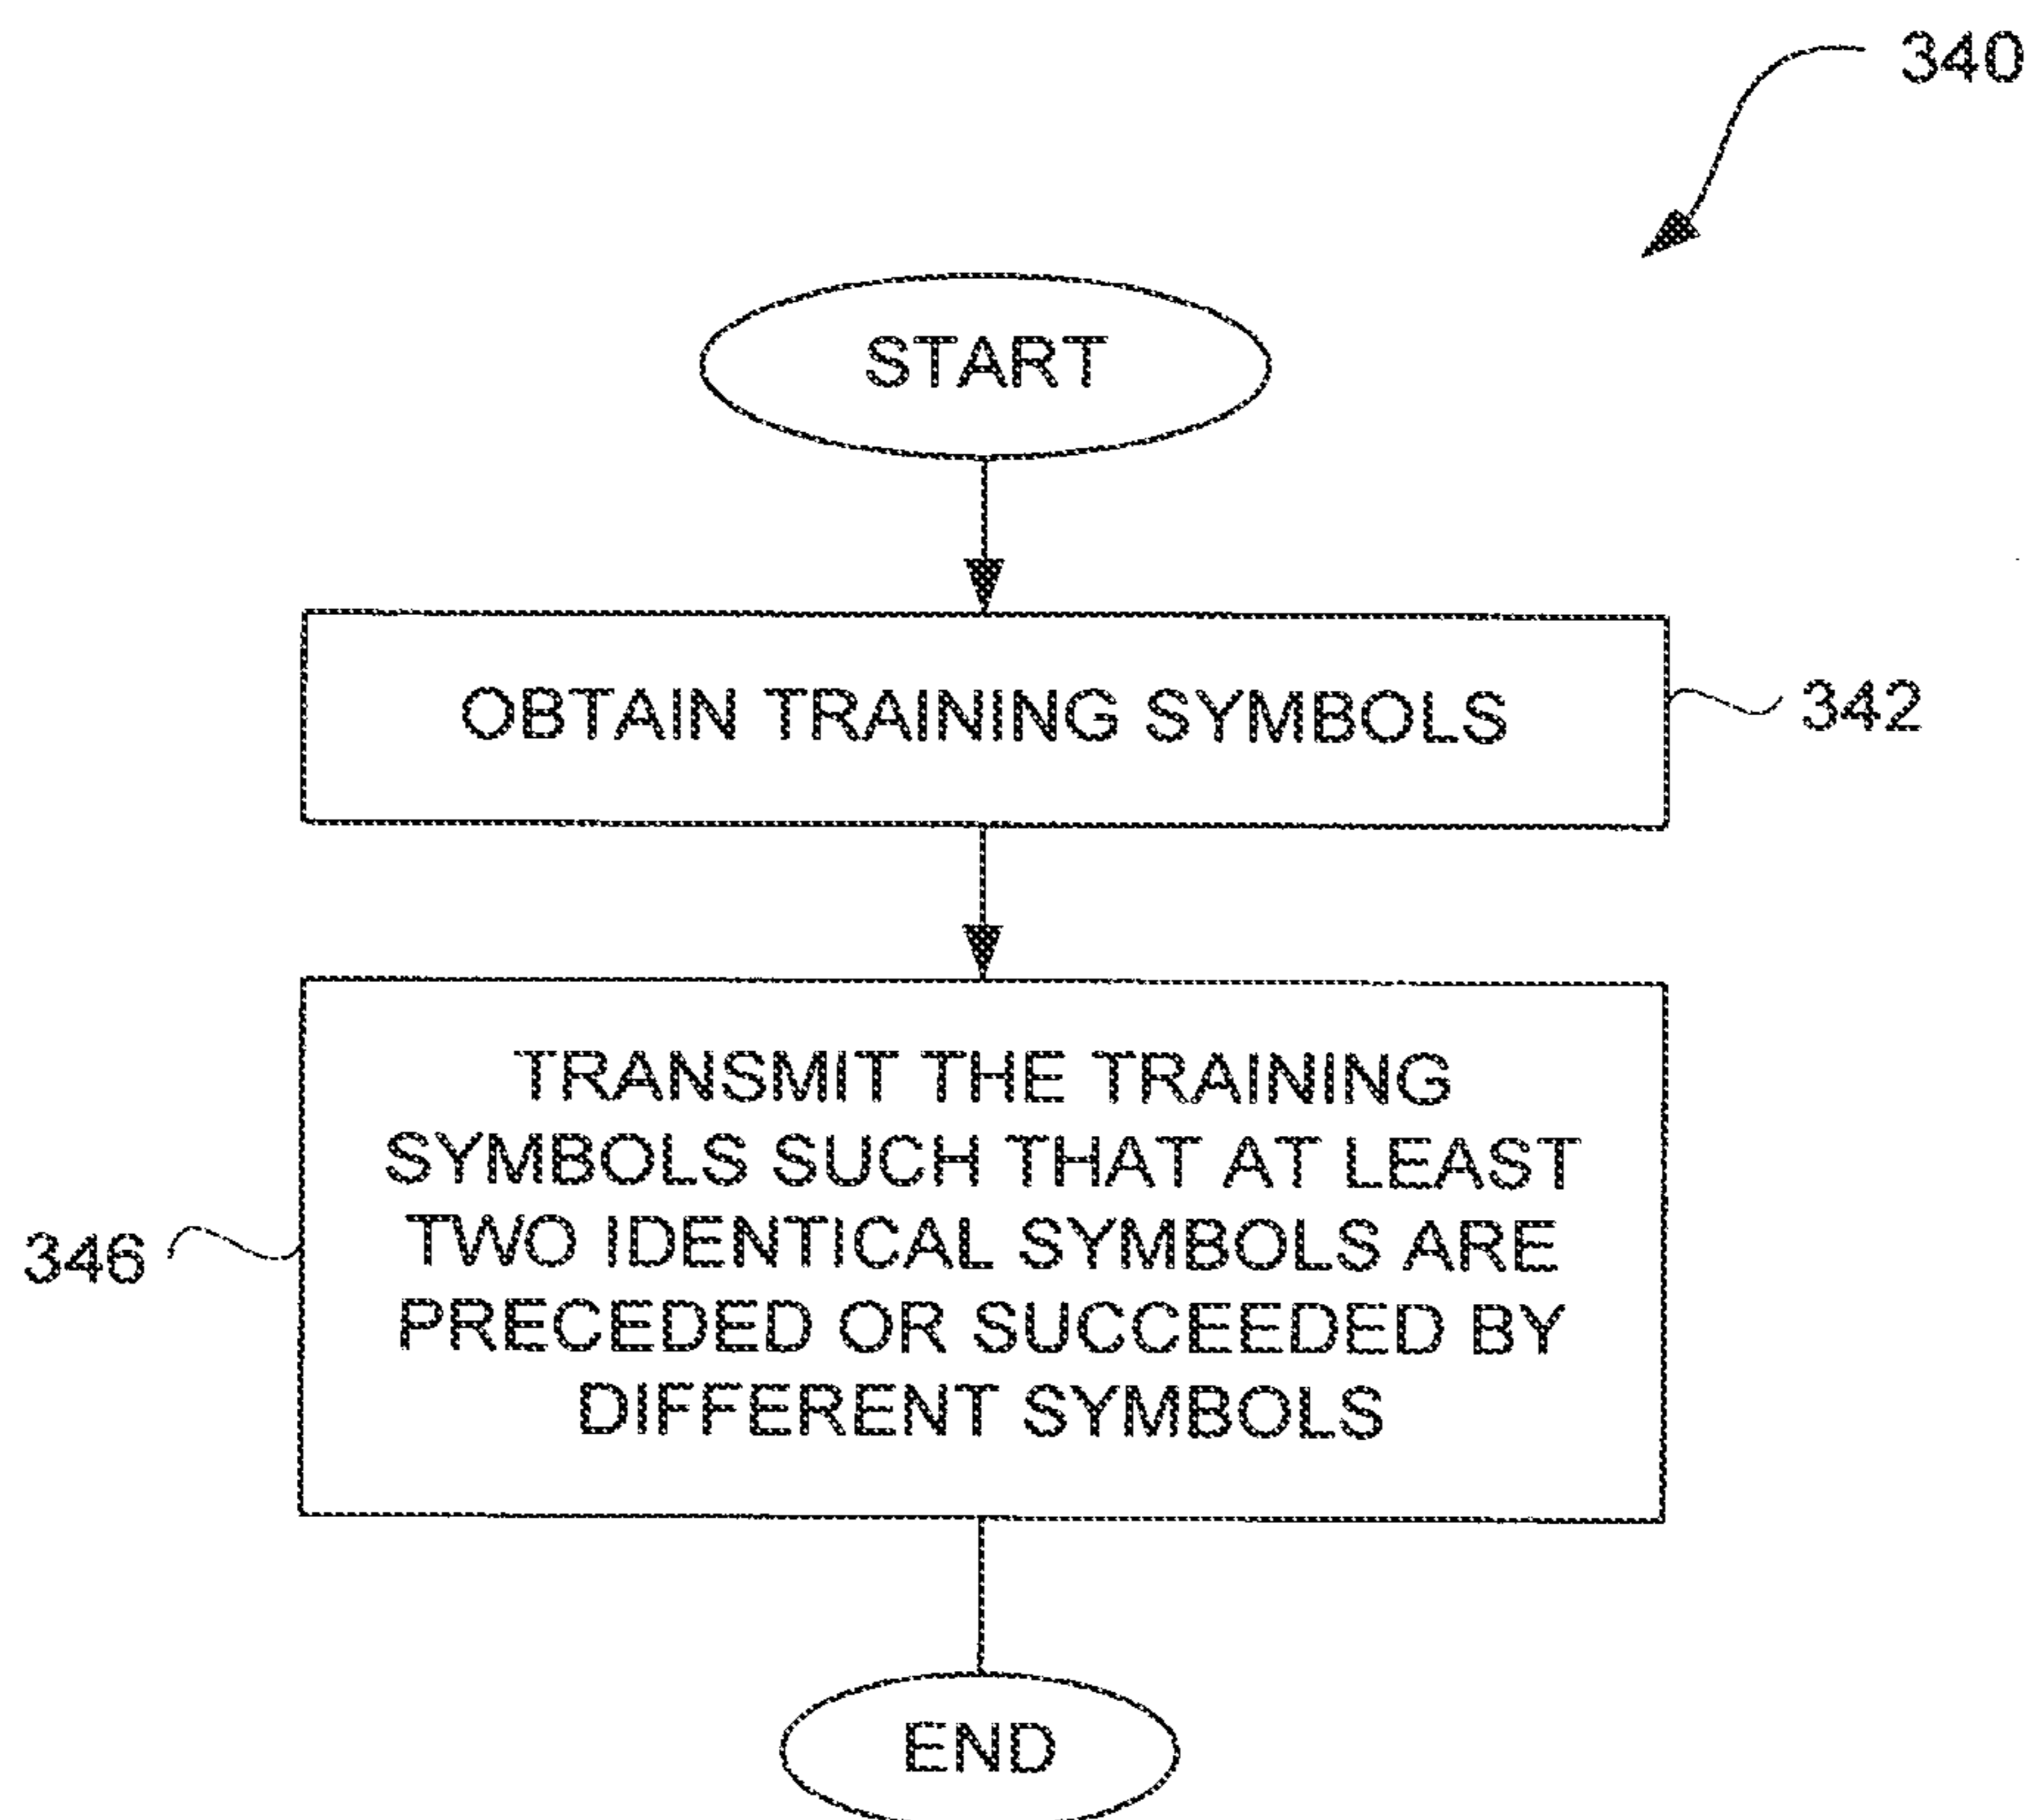 340
START
OBTAIN TRAINING SYMBOLS
342
TRANSMIT THE TRAINING
SYMBOLS SUCH THAT AT LEAST
TWO IDENTICAL SYMBOLS ARE
PRECEDED OR SUCCEEDED BY
DIFFERENT SYMBOLS
346
END